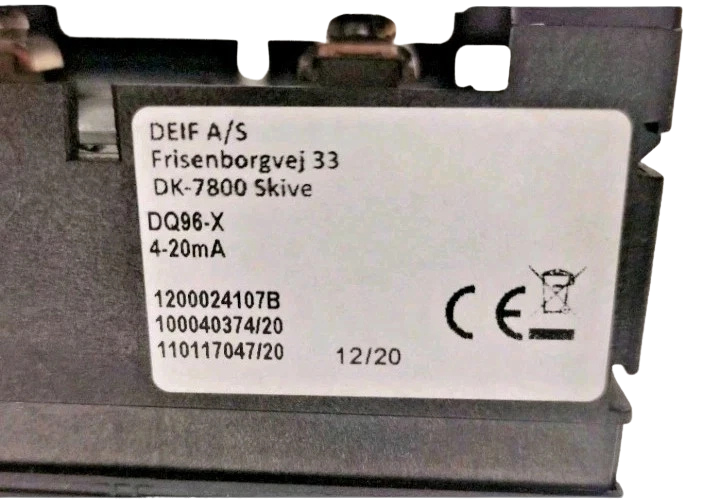 DEIF A/S
Frisenborgvej 33
DK-7800 Skive
DQ96-X
4-20mA
1200024107B
100040374/20
110117047/20 12/20
CE